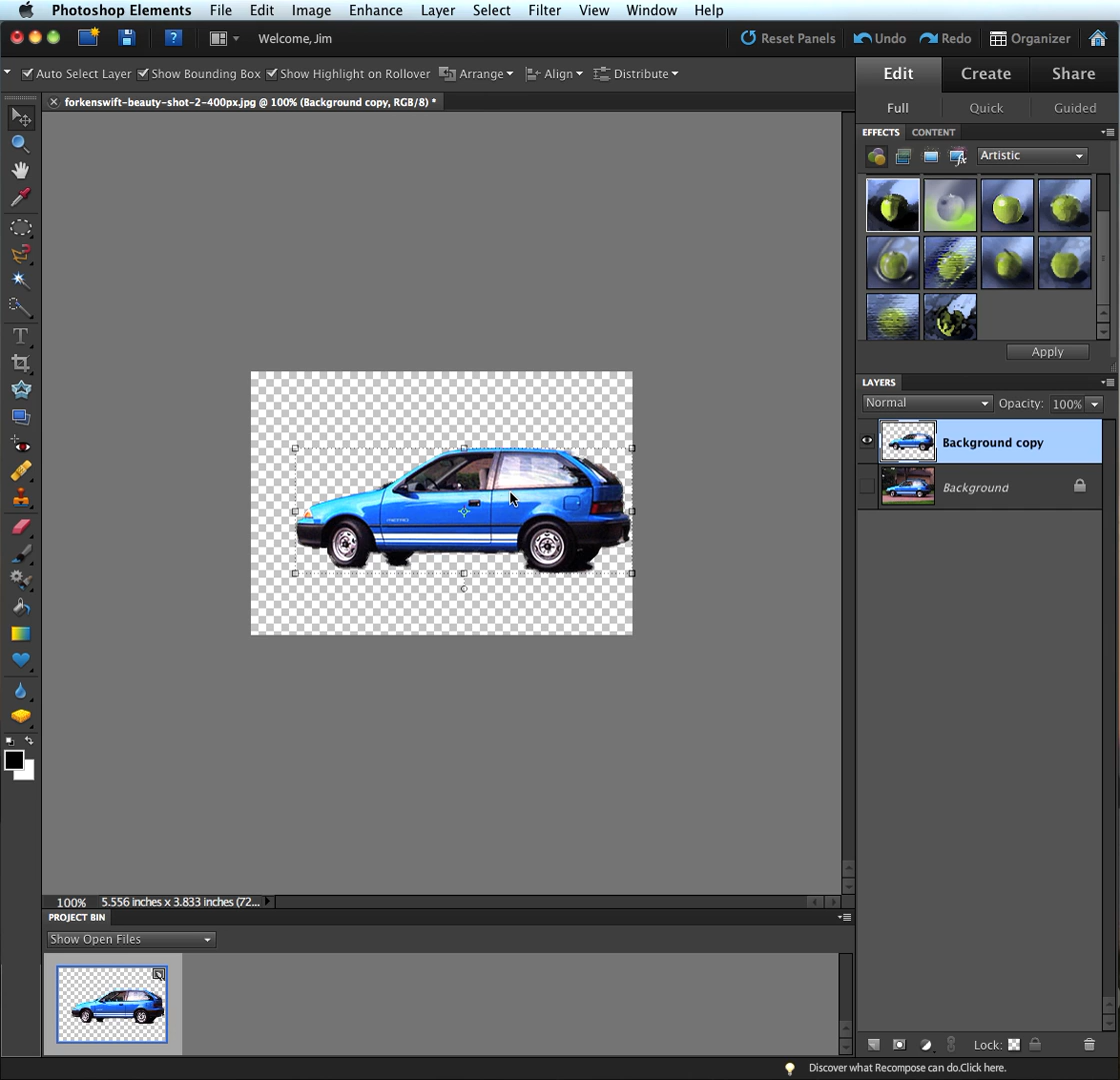 Photoshop Elements File Edit Image Enhance Layer Select Filter View Window Help
? Welcome, Jim Reset Panels Undo Redo Organizer
Auto Select Layer Show Bounding Box Show Highlight on Rollover Arrange Align Distribute
Edit Create Share
forkenswift-beauty-shot-2-400px.jpg @ 100% (Background copy, RGB/8) *
Full Quick Guided
EFFECTS CONTENT
Artistic
Apply
LAYERS
Normal Opacity: 100%
Background copy
Background
METRO
T
100% 5.556 inches x 3.833 inches (72...
PROJECT BIN
Show Open Files
Lock:
Discover what Recompose can do.Click here.